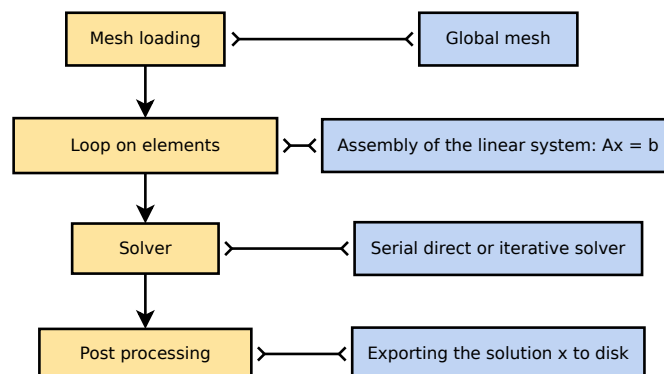 Mesh loading
Global mesh
Loop on elements
Assembly of the linear system: Ax = b
Solver
Serial direct or iterative solver
Post processing
Exporting the solution x to disk